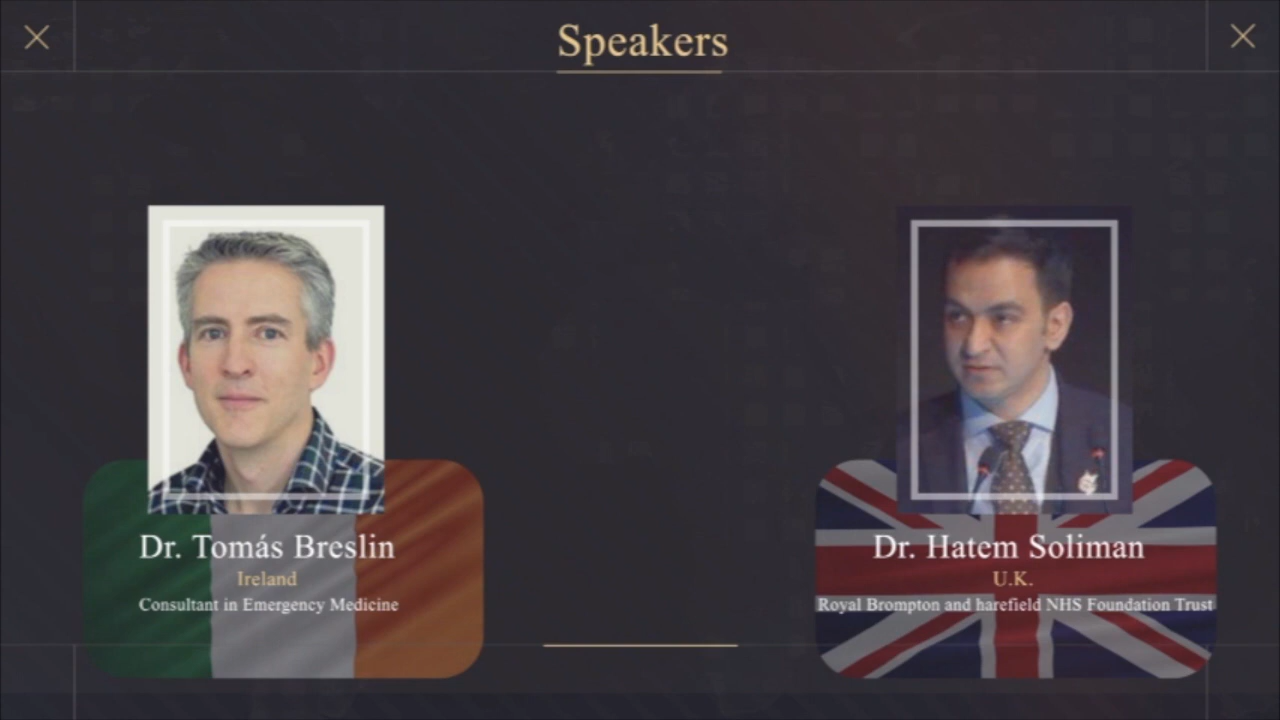 Speakers
Dr. Tomás Breslin
Ireland
Consultant in Emergency Medicine
Dr. Hatem Soliman
U.K.
Royal Brompton and harefield NHS Foundation Trust